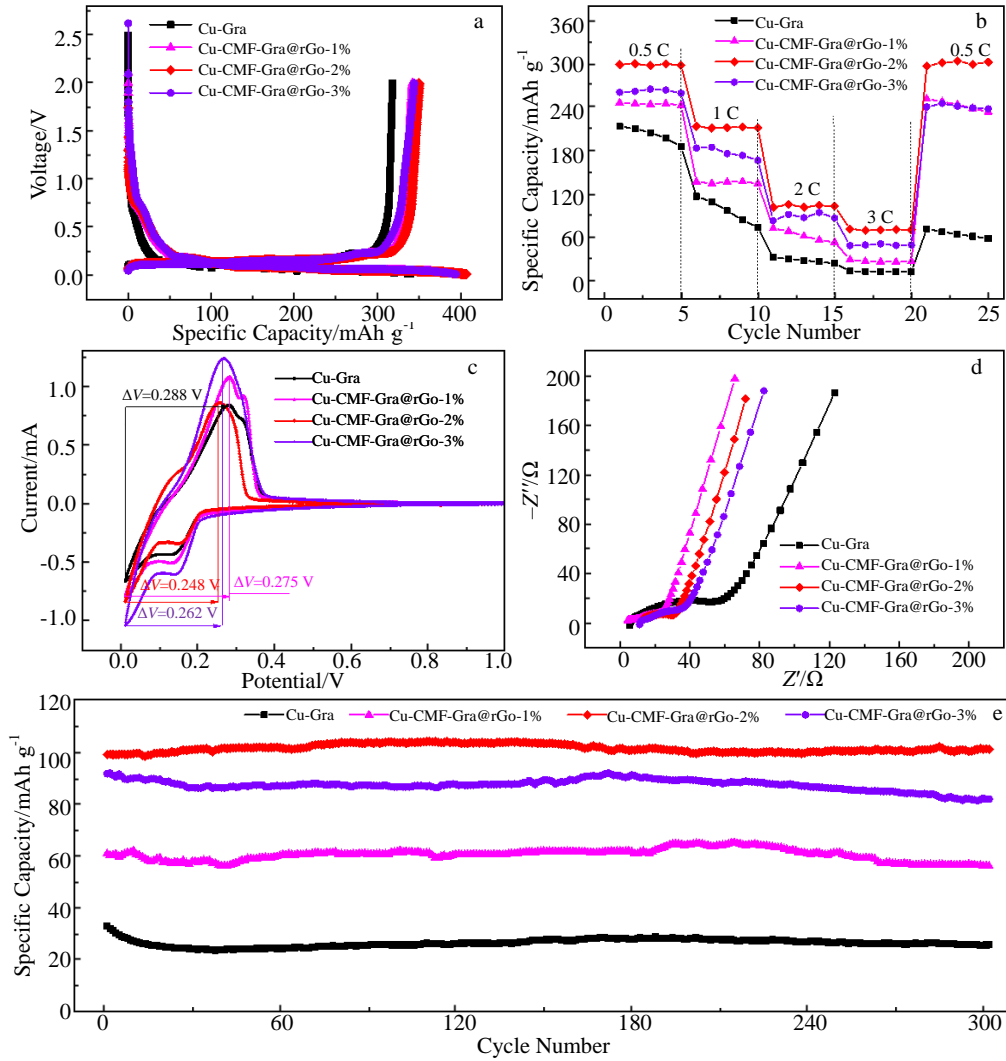 a
Cu-Gra
Cu-CMF-Gra@rGo-1%
Cu-CMF-Gra@rGo-2%
Cu-CMF-Gra@rGo-3%
2.5
2.0
1.5
1.0
0.5
0.0
Voltage/V
0 100 200 300 400
Specific Capacity/mAh g⁻¹
b
Cu-Gra
Cu-CMF-Gra@rGo-1%
Cu-CMF-Gra@rGo-2%
Cu-CMF-Gra@rGo-3%
0.5 C
1 C
2 C
3 C
0.5 C
360
300
240
180
120
60
0
Specific Capacity/mAh g⁻¹
0 5 10 15 20 25
Cycle Number
c
Cu-Gra
Cu-CMF-Gra@rGo-1%
Cu-CMF-Gra@rGo-2%
Cu-CMF-Gra@rGo-3%
ΔV=0.288 V
ΔV=0.275 V
ΔV=0.248 V
ΔV=0.262 V
1.0
0.5
0.0
-0.5
-1.0
Current/mA
0.0 0.2 0.4 0.6 0.8 1.0
Potential/V
d
Cu-Gra
Cu-CMF-Gra@rGo-1%
Cu-CMF-Gra@rGo-2%
Cu-CMF-Gra@rGo-3%
200
160
120
80
40
0
−Z″/Ω
0 40 80 120 160 200
Z′/Ω
Cu-Gra Cu-CMF-Gra@rGo-1% Cu-CMF-Gra@rGo-2% Cu-CMF-Gra@rGo-3% e
120
100
80
60
40
20
0
Specific Capacity/mAh g⁻¹
0 60 120 180 240 300
Cycle Number